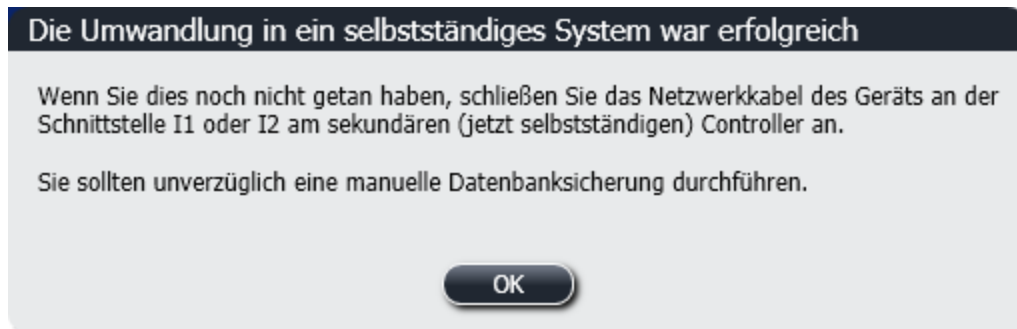 Die Umwandlung in ein selbstständiges System war erfolgreich
Wenn Sie dies noch nicht getan haben, schließen Sie das Netzwerkkabel des Geräts an der
Schnittstelle I1 oder I2 am sekundären (jetzt selbstständigen) Controller an.
Sie sollten unverzüglich eine manuelle Datenbanksicherung durchführen.
OK